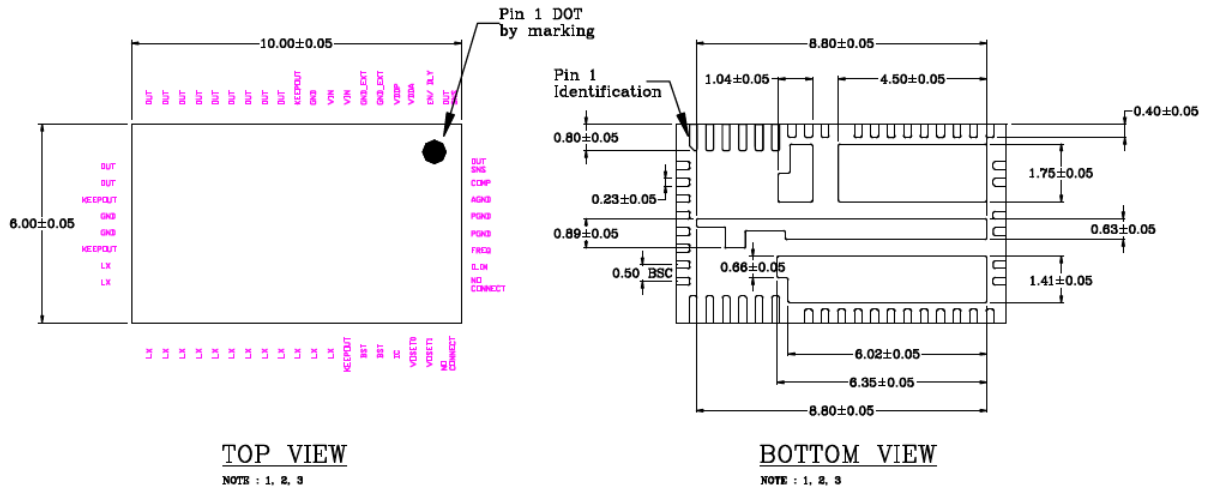 Pin 1 DOT
by marking
10.00±0.05
OUT OUT OUT OUT OUT OUT OUT OUT OUT KEEPOUT GND VIN VIN GND_EXT GND_EXT VDDP VDDA EN/ DLY OUT SNS
6.00±0.05
OUT
OUT
KEEPOUT
GND
GND
KEEPOUT
LX
LX
OUT
SNS
COMP
AGND
PGND
PGND
FREQ
ILIM
NO
CONNECT
LX LX LX LX LX LX LX LX LX LX LX LX KEEPOUT BST BST IC VOSET0 VOSET1 NO CONNECT
TOP VIEW
NOTE : 1, 2, 3
8.80±0.05
Pin 1
Identification
1.04±0.05
4.50±0.05
0.40±0.05
0.80±0.05
1.75±0.05
0.23±0.05
0.89±0.05
0.63±0.05
0.50 BSC
0.66±0.05
1.41±0.05
6.02±0.05
6.35±0.05
8.80±0.05
BOTTOM VIEW
NOTE : 1, 2, 3